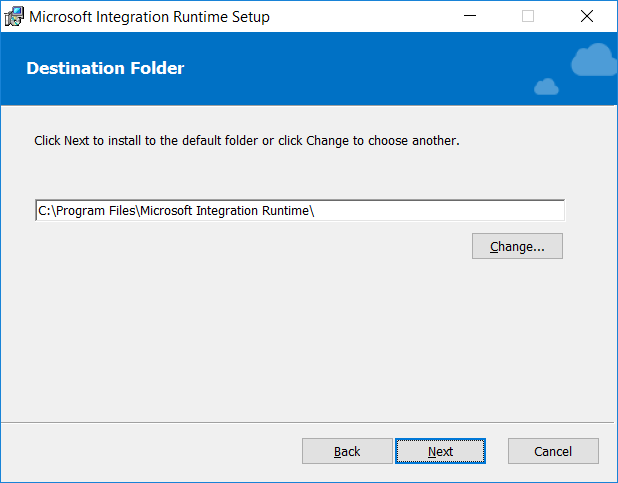 Microsoft Integration Runtime Setup
Destination Folder
Click Next to install to the default folder or click Change to choose another.
C:\Program Files\Microsoft Integration Runtime\
Change...
Back Next Cancel